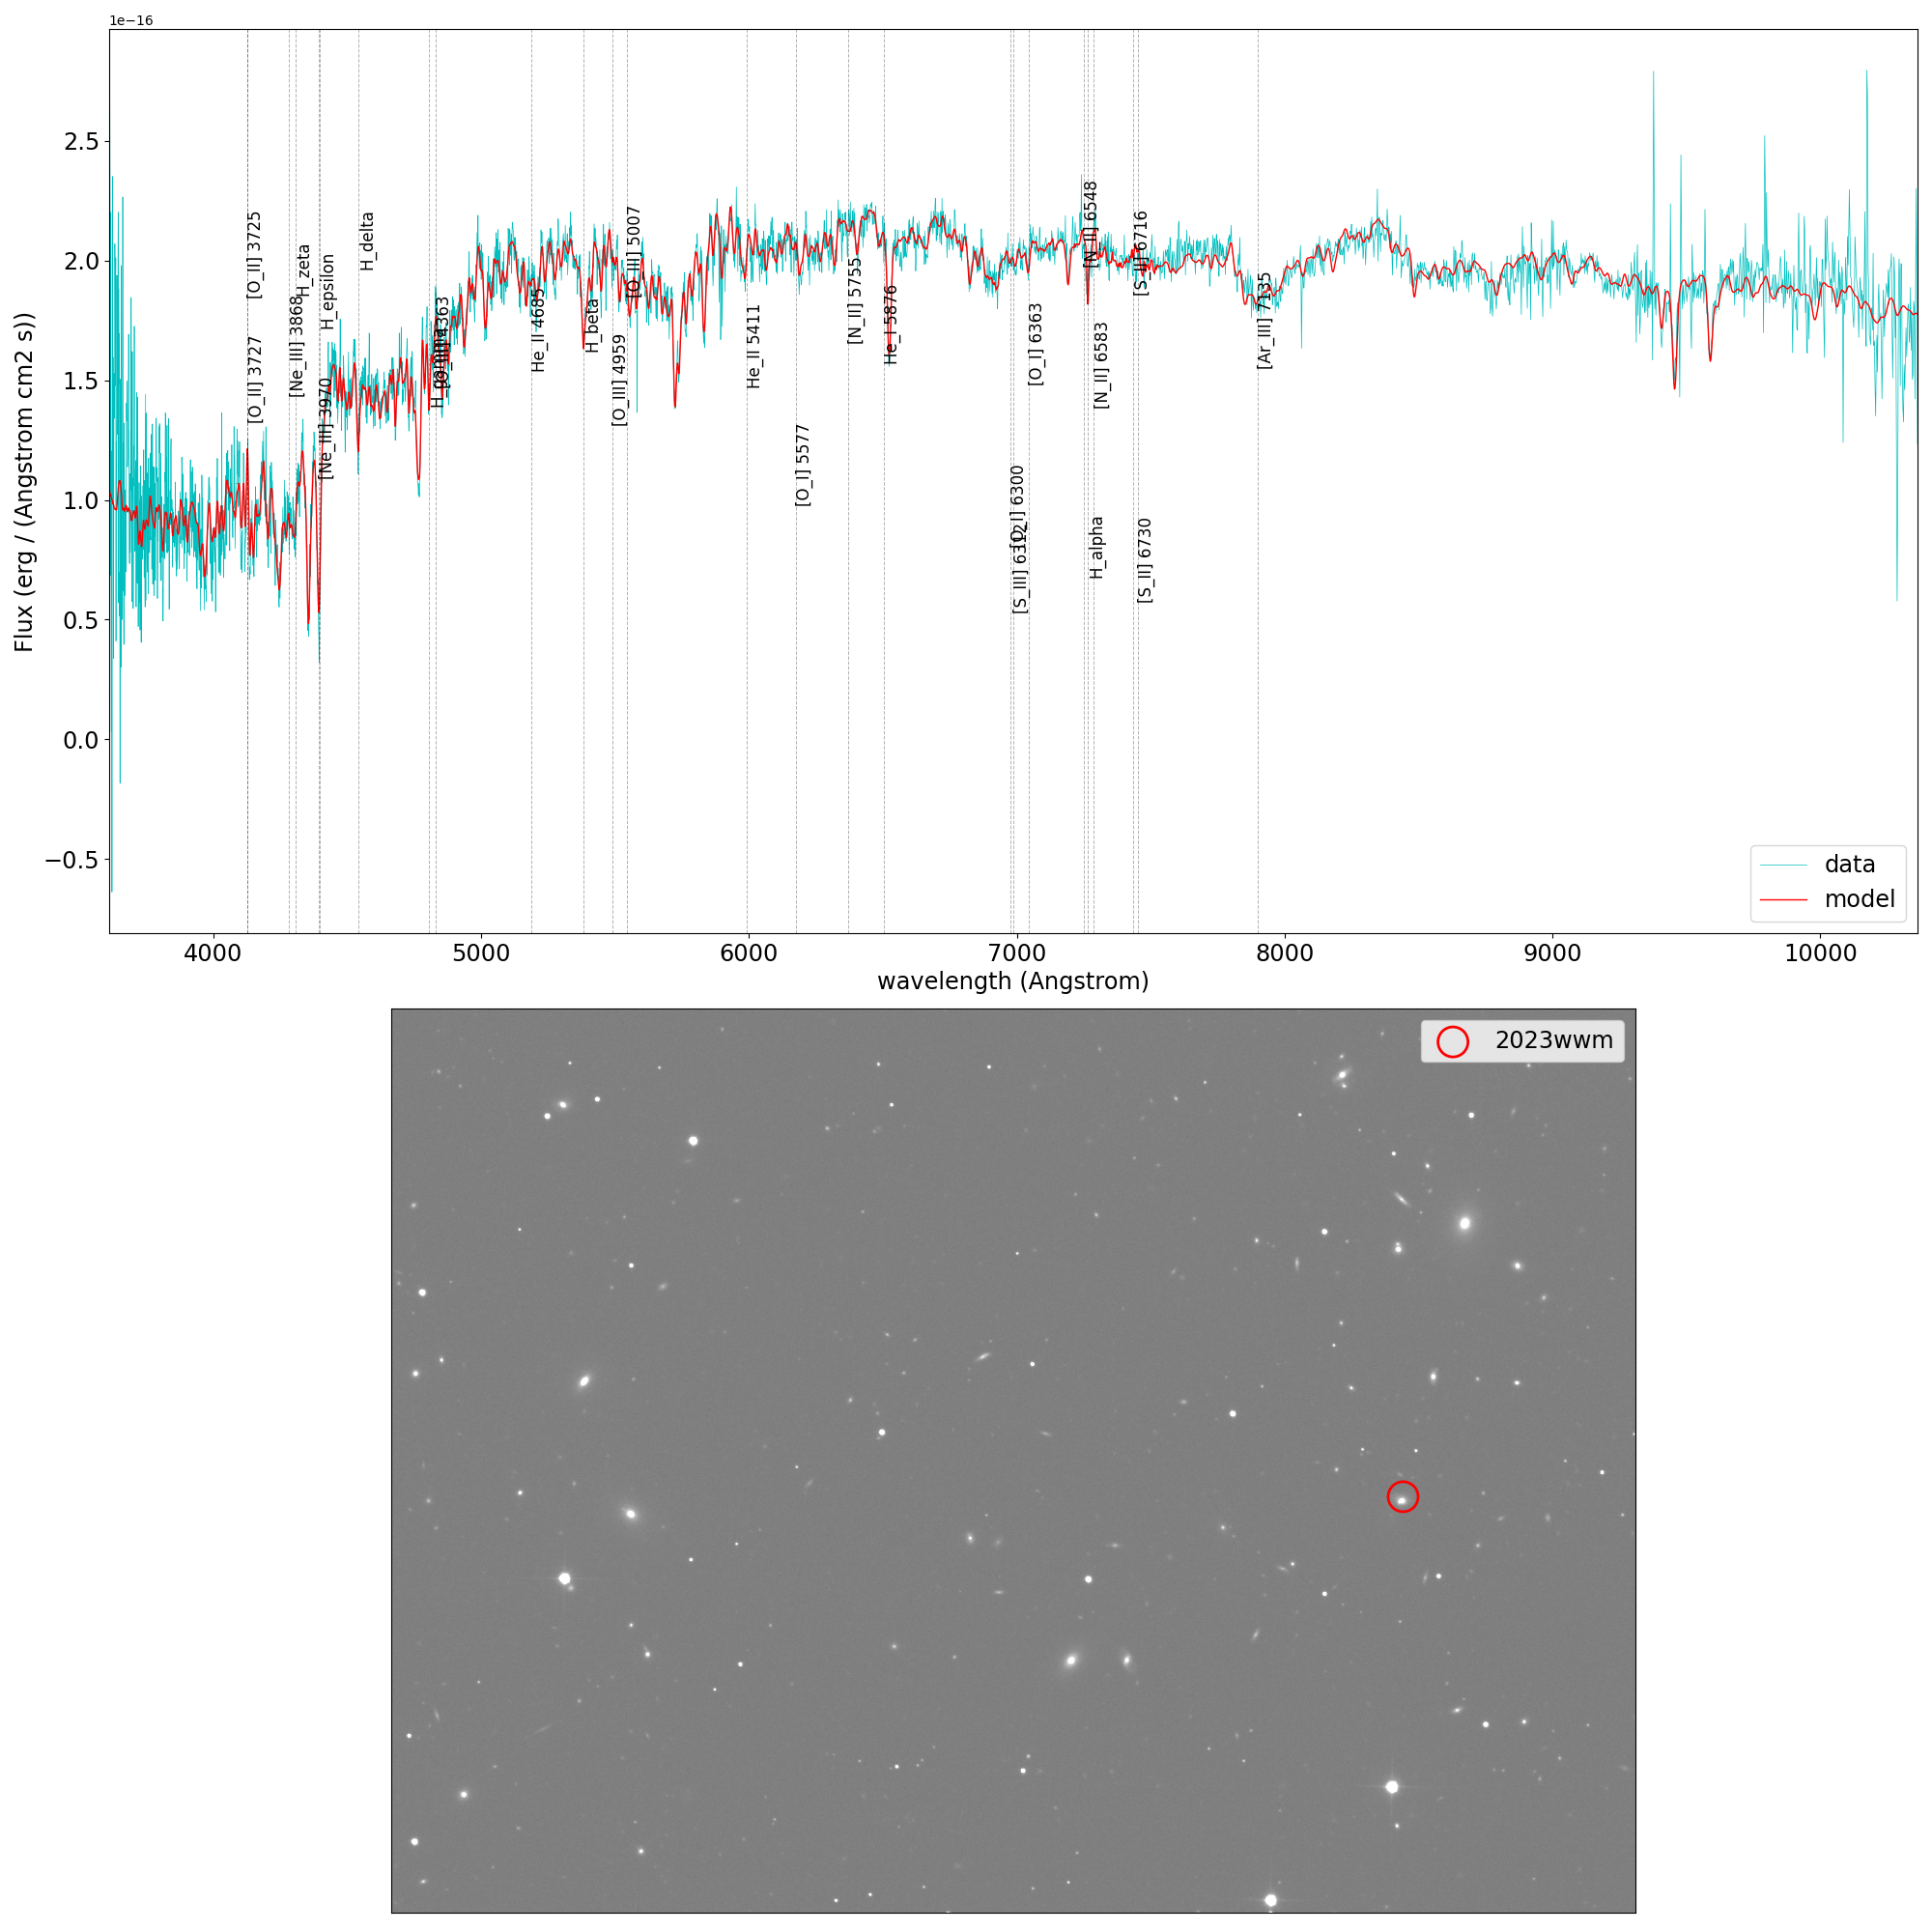 1e−16
Flux (erg / (Angstrom cm2 s))
2.5
2.0
1.5
1.0
0.5
0.0
−0.5
[O_II] 3725
[O_II] 3727
[Ne_III] 3868
H_zeta
H_epsilon
[Ne_III] 3970
H_delta
H_gamma
[O_III] 4363
He_II 4685
H_beta
[O_III] 4959
[O_III] 5007
He_II 5411
[O_I] 5577
[N_II] 5755
He_I 5876
[O_I] 6300
[S_III] 6312
[O_I] 6363
[N_II] 6548
H_alpha
[N_II] 6583
[S_II] 6716
[S_II] 6730
[Ar_III] 7135
data
model
4000 5000 6000 7000 8000 9000 10000
wavelength (Angstrom)
2023wwm